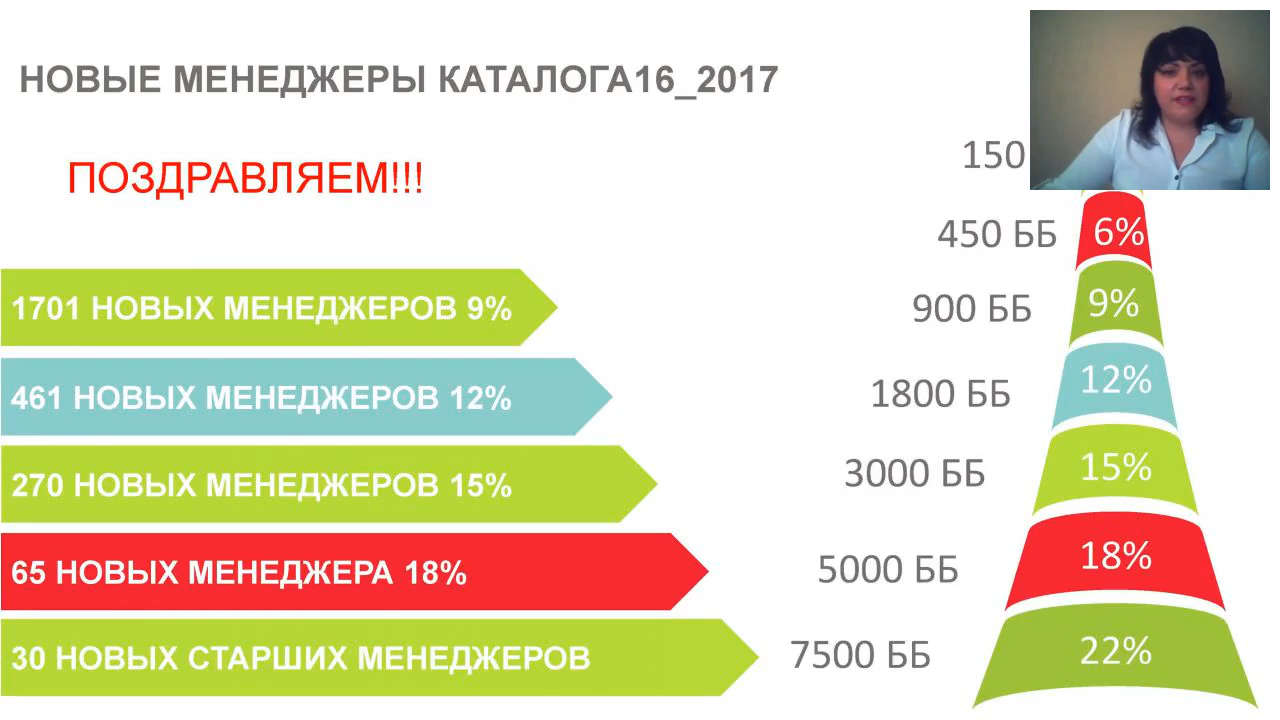 НОВЫЕ МЕНЕДЖЕРЫ КАТАЛОГА16_2017
ПОЗДРАВЛЯЕМ!!!
150
450 ББ 6%
1701 НОВЫХ МЕНЕДЖЕРОВ 9% 900 ББ 9%
461 НОВЫХ МЕНЕДЖЕРОВ 12% 1800 ББ 12%
270 НОВЫХ МЕНЕДЖЕРОВ 15% 3000 ББ 15%
65 НОВЫХ МЕНЕДЖЕРА 18% 5000 ББ 18%
30 НОВЫХ СТАРШИХ МЕНЕДЖЕРОВ 7500 ББ 22%